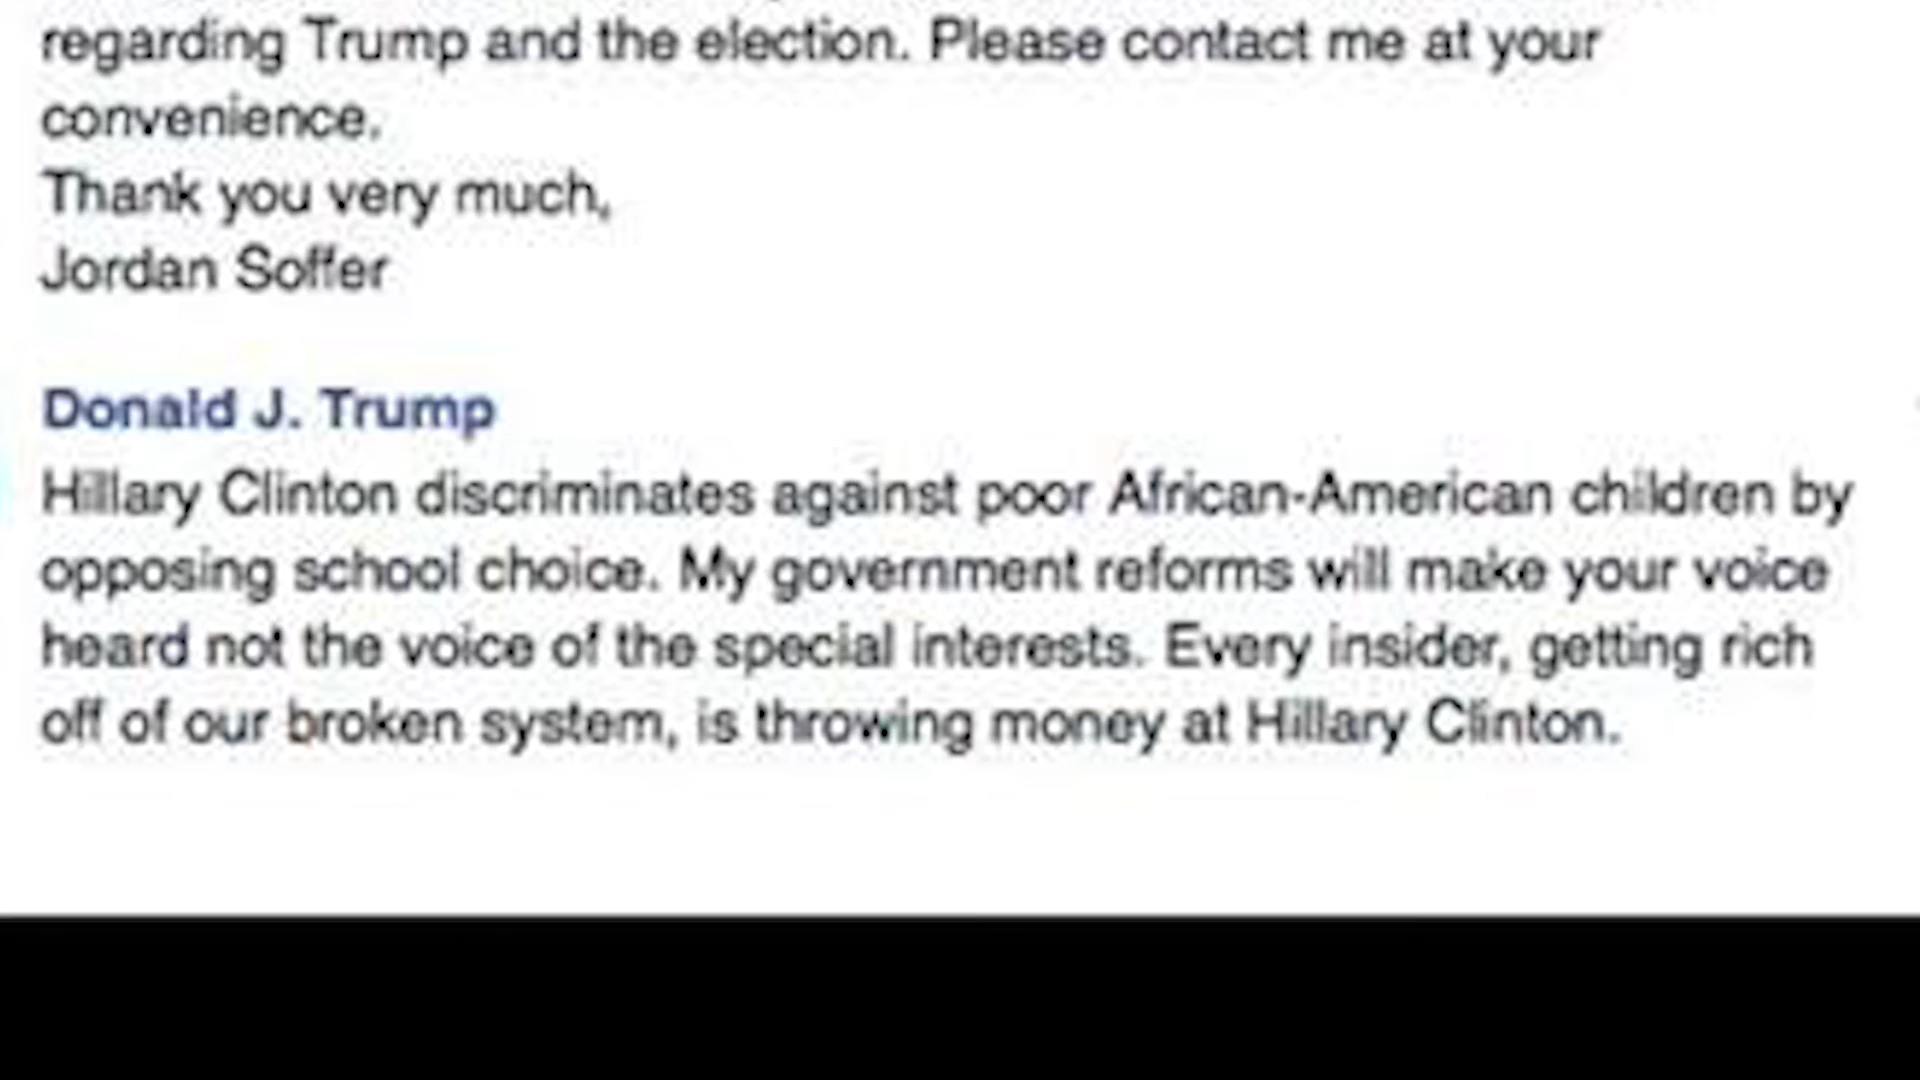 regarding Trump and the election. Please contact me at your
convenience.
Thank you very much,
Jordan Soffer
Donald J. Trump
Hillary Clinton discriminates against poor African-American children by
opposing school choice. My government reforms will make your voice
heard not the voice of the special interests. Every insider, getting rich
off of our broken system, is throwing money at Hillary Clinton.